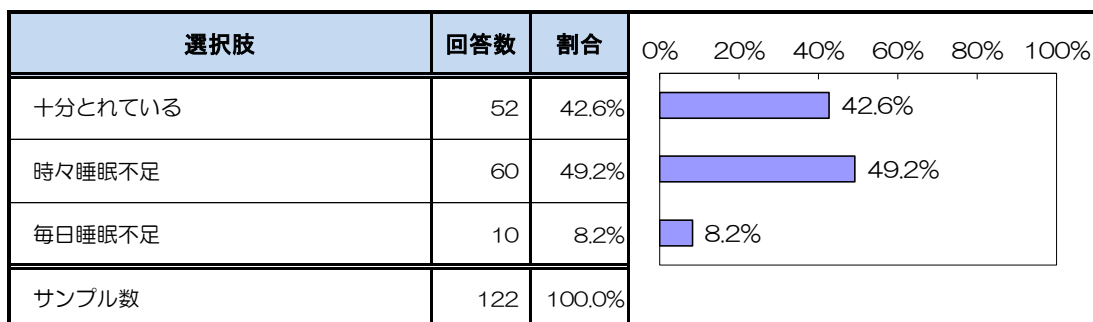 選択肢 回答数 割合
十分とれている 52 42.6%
時々睡眠不足 60 49.2%
毎日睡眠不足 10 8.2%
サンプル数 122 100.0%
0% 20% 40% 60% 80% 100%
42.6%
49.2%
8.2%